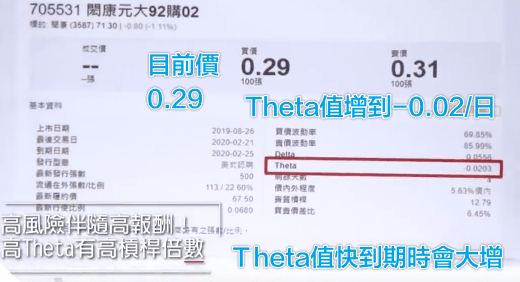 705531 閎康元大92購02
標的: 閎康(3587) 71.30 | -0.80 (-1.11%)
成交價
買價
賣價
--
0.29
0.31
--張
100張
100張
目前價
0.29
Theta值增到-0.02/日
基本資料
上市日期 2019-08-26
最後交易日 2020-02-21
到期日期 2020-02-25
發行型態 美式認購
最新發行張數 500
流通在外張數/比例 113 / 22.60%
最新履約價 67.50
最新行使比例 0.0680
買價波動率 69.85%
賣價波動率 85.99%
Delta 0.0556
Theta -0.0203
價內外程度 5.63%價內
實質槓桿 12.79
買賣價差比 6.45%
高風險伴隨高報酬！
高Theta有高槓桿倍數
Theta值快到期時會大增